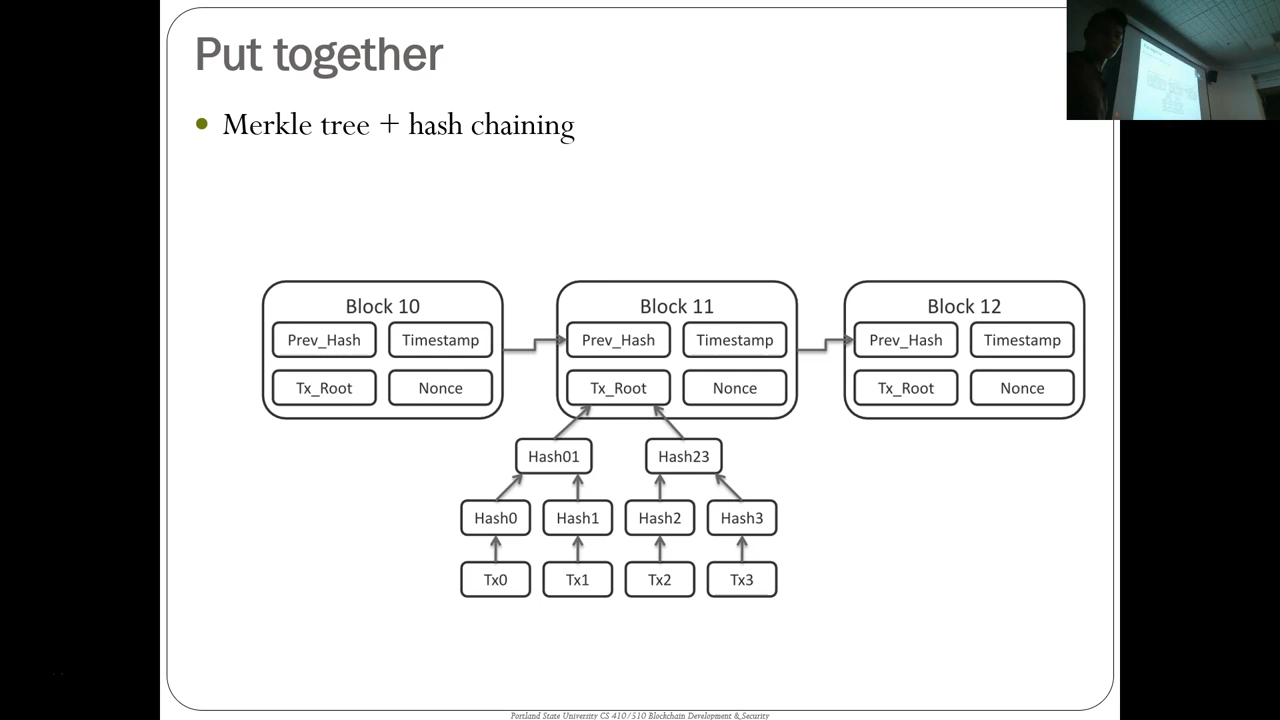 Put together
Merkle tree + hash chaining
Block 10
Prev_Hash
Timestamp
Tx_Root
Nonce
Block 11
Prev_Hash
Timestamp
Tx_Root
Nonce
Block 12
Prev_Hash
Timestamp
Tx_Root
Nonce
Hash01
Hash23
Hash0
Hash1
Hash2
Hash3
Tx0
Tx1
Tx2
Tx3
Portland State University CS 410/510 Blockchain Development & Security